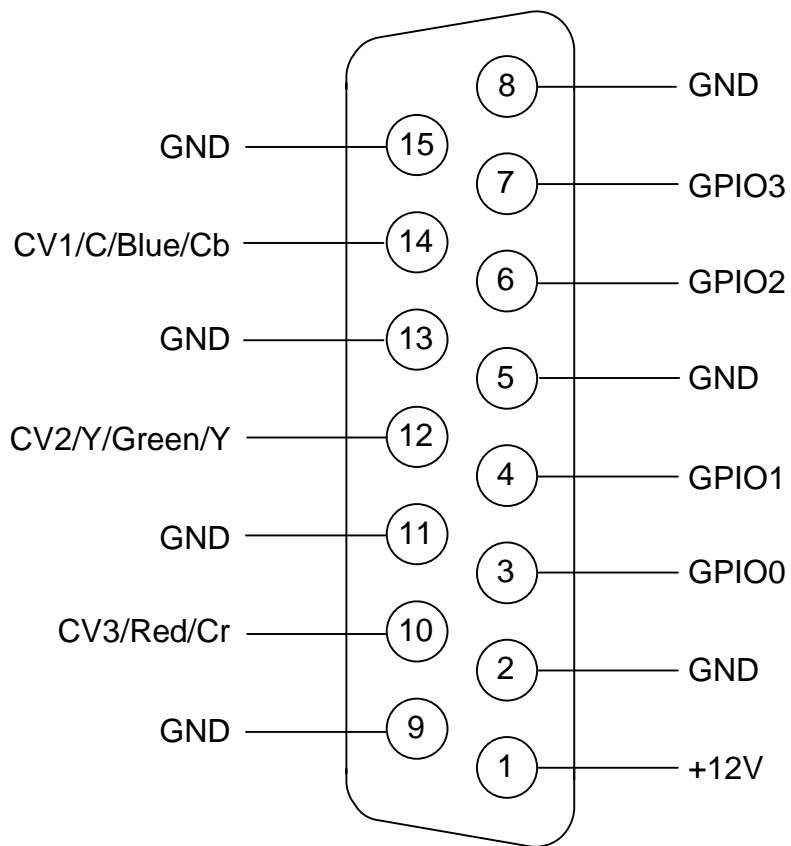 8 GND
GND 15
7 GPIO3
CV1/C/Blue/Cb 14
6 GPIO2
GND 13
5 GND
CV2/Y/Green/Y 12
4 GPIO1
GND 11
3 GPIO0
CV3/Red/Cr 10
2 GND
GND 9
1 +12V